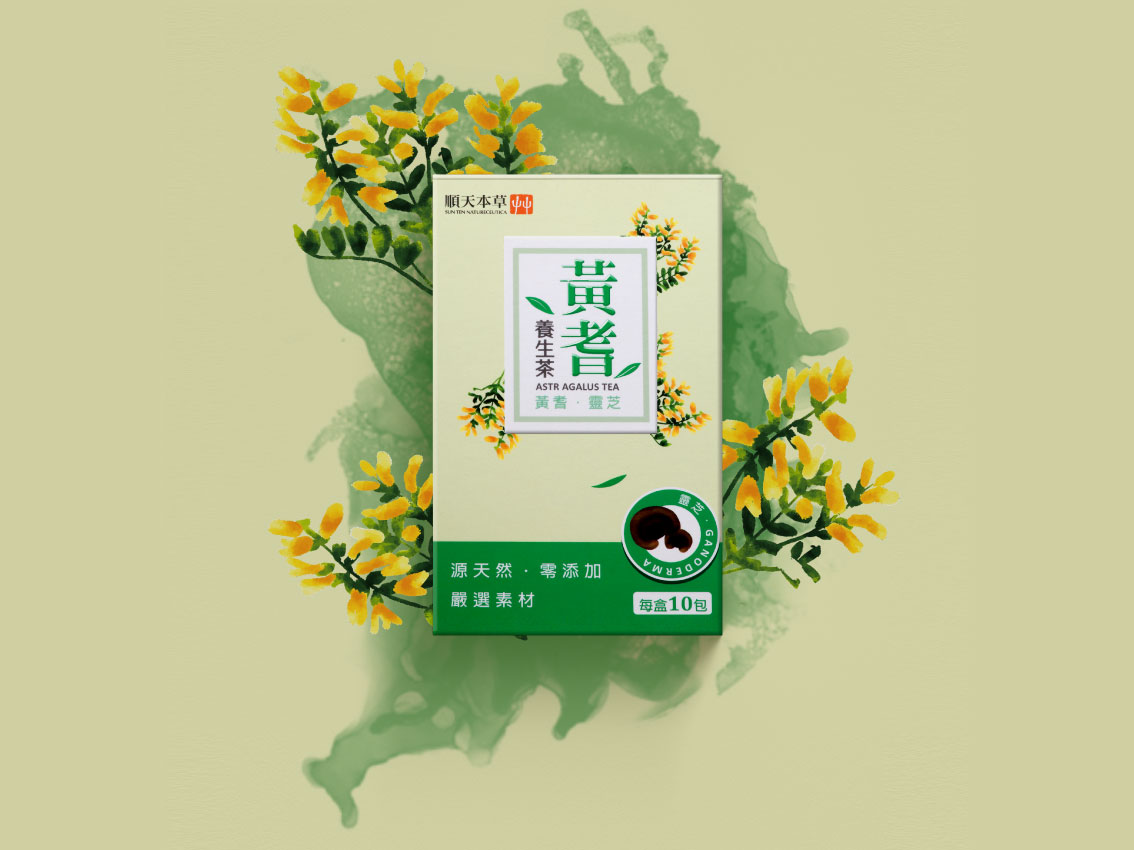 順天本草
SUN TEN NATURECEUTICA
黃耆
養生茶
ASTR AGALUS TEA
黃耆 · 靈芝
靈芝 · GANODERMA
源天然 · 零添加
嚴選素材
每盒10包